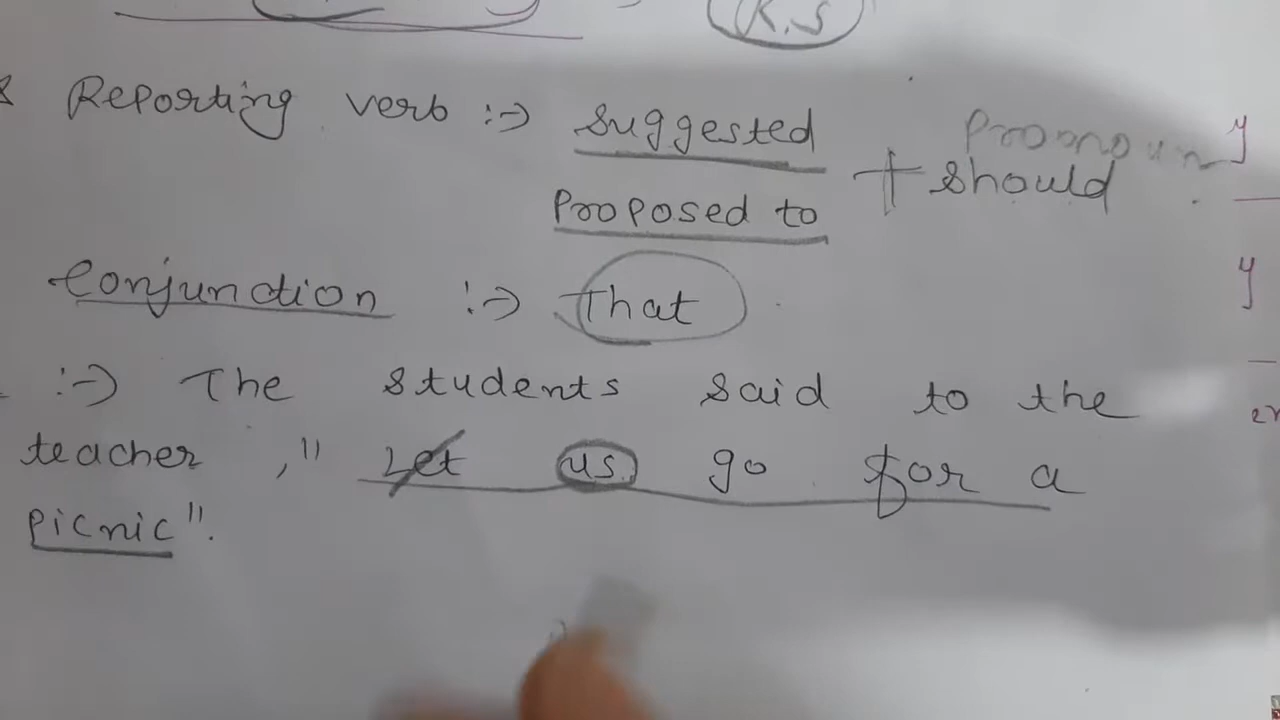 R.S
Reporting verb :→ Suggested
Pronoun
+ should
Proposed to
Conjunction :→ That
:→ The students said to the
teacher ," Let us go for a
picnic".
y
y